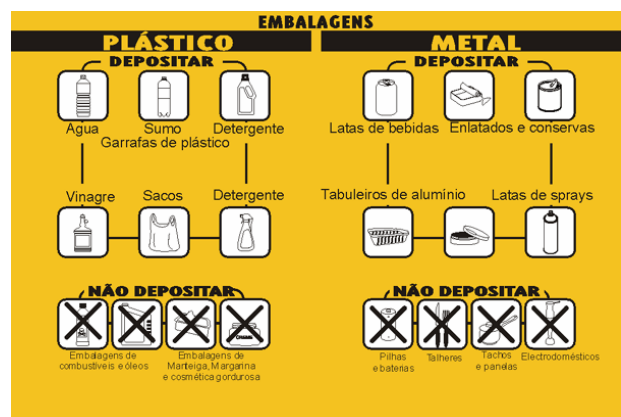 EMBALAGENS
PLÁSTICO
DEPOSITAR
Agua
Sumo
Detergente
Garrafas de plástico
Vinagre
Sacos
Detergente
NÃO DEPOSITAR
Embalagens de
combustíveis e óleos
Embalagens de
Manteiga, Margarina
e cosmética gordurosa
METAL
DEPOSITAR
Latas de bebidas
Enlatados e conservas
Tabuleiros de alumínio
Latas de sprays
NÃO DEPOSITAR
Pilhas
e baterias
Talheres
Tachos
e panelas
Electrodomésticos